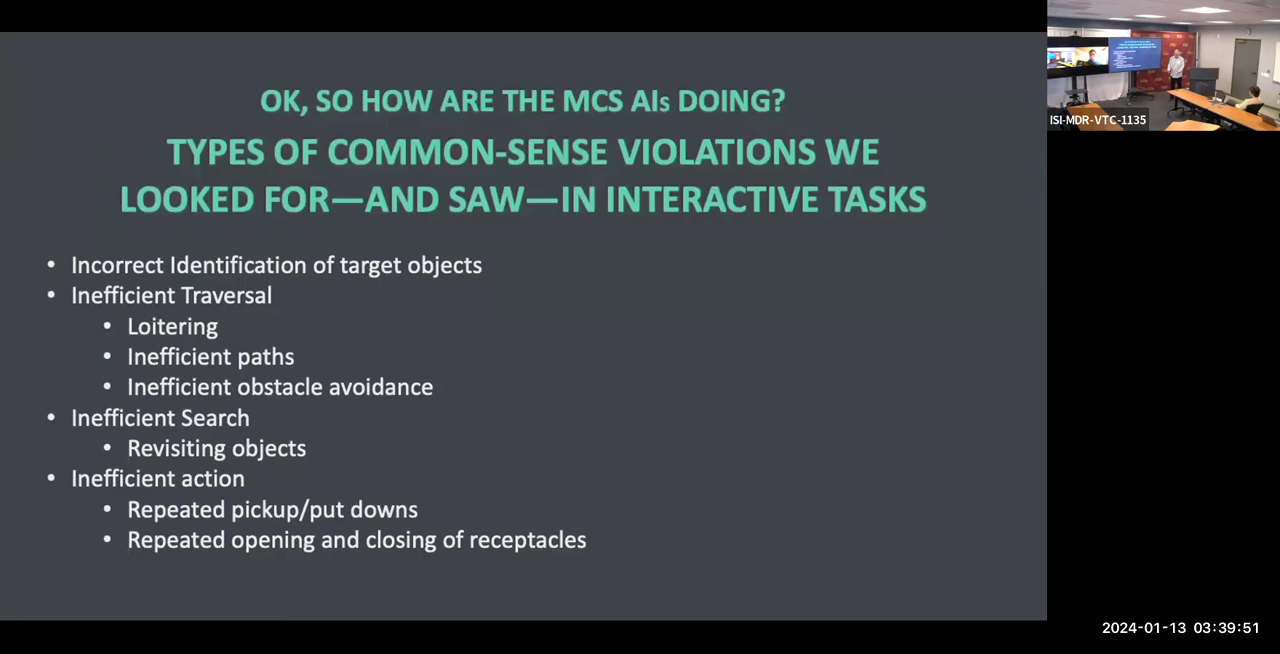 OK, SO HOW ARE THE MCS AIs DOING?
TYPES OF COMMON-SENSE VIOLATIONS WE
LOOKED FOR—AND SAW—IN INTERACTIVE TASKS
• Incorrect Identification of target objects
• Inefficient Traversal
• Loitering
• Inefficient paths
• Inefficient obstacle avoidance
• Inefficient Search
• Revisiting objects
• Inefficient action
• Repeated pickup/put downs
• Repeated opening and closing of receptacles
ISI-MDR-VTC-1135
2024-01-13 03:39:51